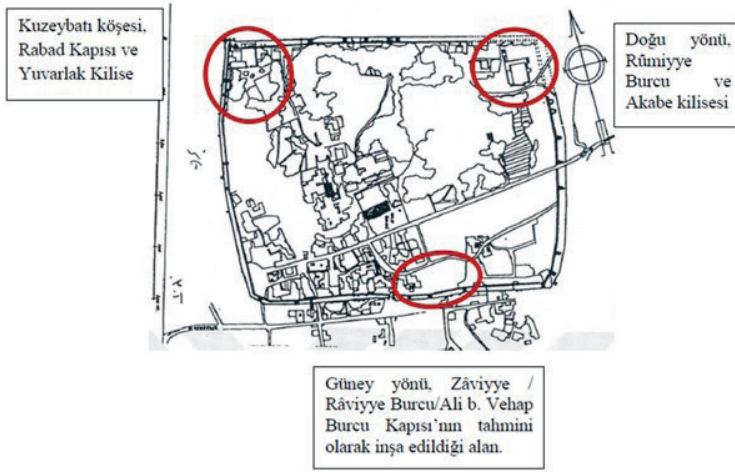 Kuzeybatı köşesi,
Rabad Kapısı ve
Yuvarlak Kilise
Doğu yönü,
Rûmiyye
Burcu ve
Akabe kilisesi
Güney yönü, Zâviyye /
Râviyye Burcu/Ali b. Vehap
Burcu Kapısı’nın tahmini
olarak inşa edildiği alan.